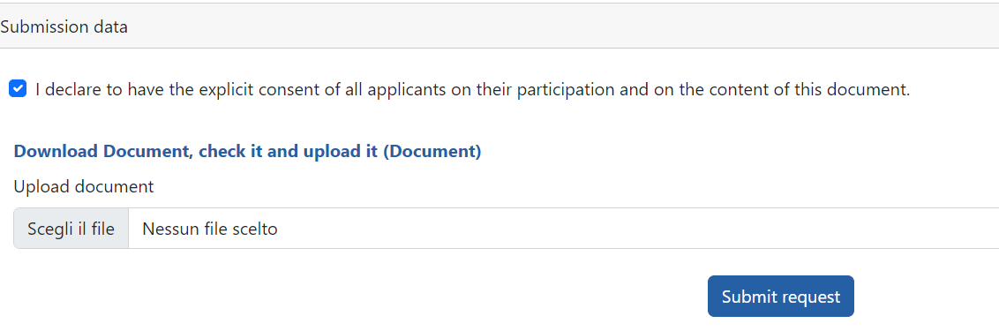 Submission data
I declare to have the explicit consent of all applicants on their participation and on the content of this document.
Download Document, check it and upload it (Document)
Upload document
Scegli il file Nessun file scelto
Submit request